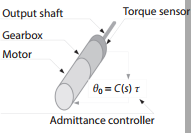 Output shaft
Torque sensor
Gearbox
Motor
θ₀ = C(s) τ
Admittance controller